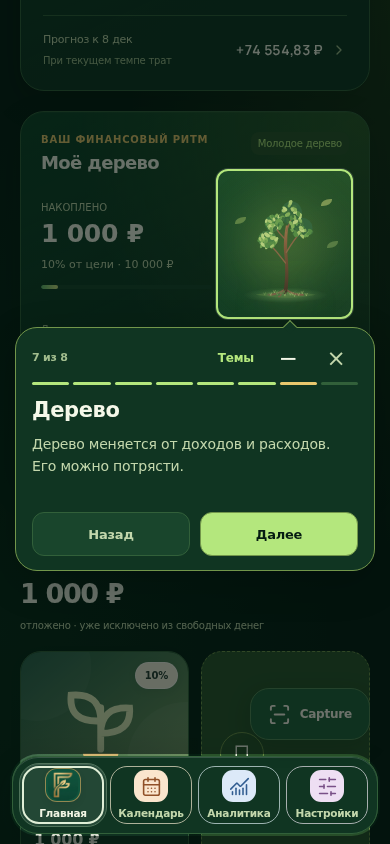 Прогноз к 8 дек
+74 554,83 ₽
При текущем темпе трат
ВАШ ФИНАНСОВЫЙ РИТМ
Молодое дерево
Моё дерево
НАКОПЛЕНО
1 000 ₽
10% от цели · 10 000 ₽
7 из 8
Темы
Дерево
Дерево меняется от доходов и расходов.
Его можно потрясти.
Назад
Далее
1 000 ₽
отложено · уже исключено из свободных денег
10%
Capture
Главная
Календарь
Аналитика
Настройки
1 000 ₽